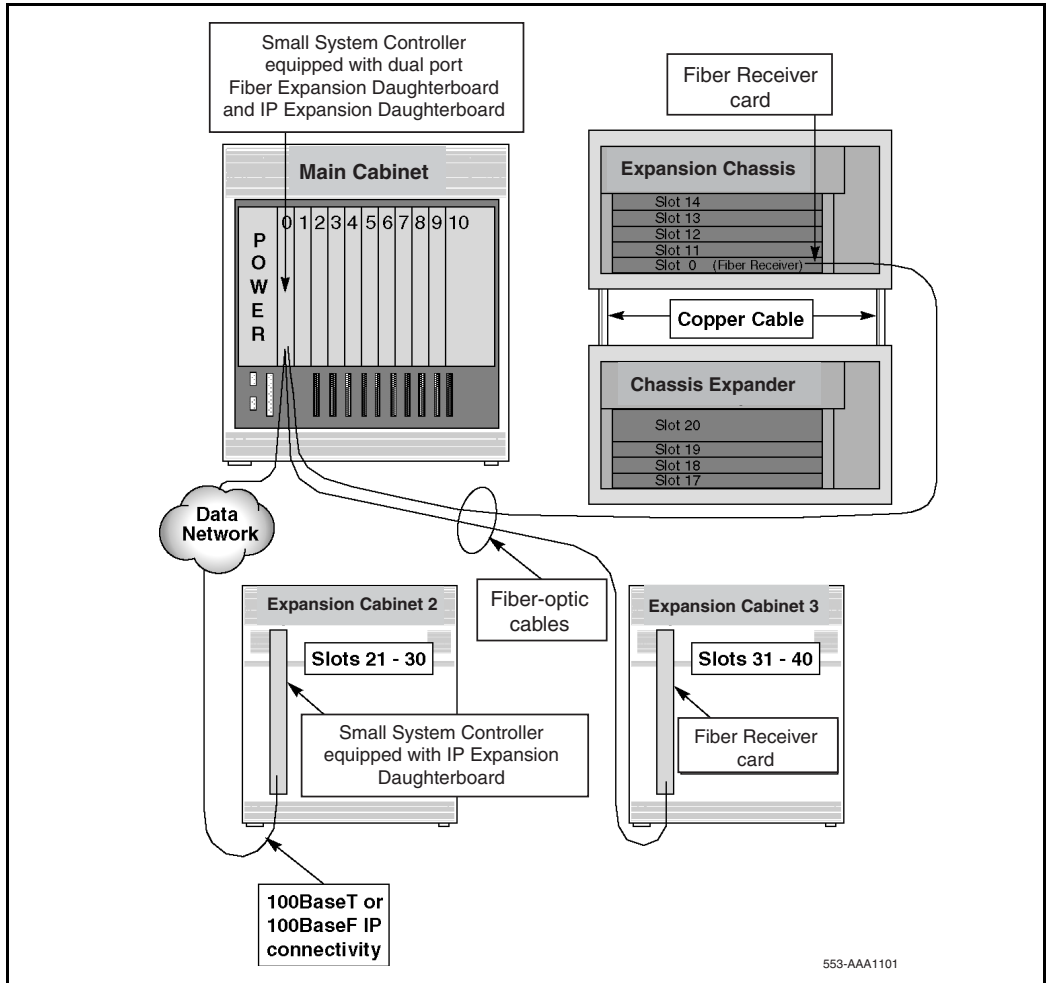 Small System Controller
equipped with dual port
Fiber Expansion Daughterboard
and IP Expansion Daughterboard
Fiber Receiver
card
Main Cabinet
0 1 2 3 4 5 6 7 8 9 10
POWER
Expansion Chassis
Slot 14
Slot 13
Slot 12
Slot 11
Slot 0 (Fiber Receiver)
Copper Cable
Chassis Expander
Slot 20
Slot 19
Slot 18
Slot 17
Data
Network
Fiber-optic
cables
Expansion Cabinet 2
Slots 21 - 30
Small System Controller
equipped with IP Expansion
Daughterboard
Expansion Cabinet 3
Slots 31 - 40
Fiber Receiver
card
100BaseT or
100BaseF IP
connectivity
553-AAA1101